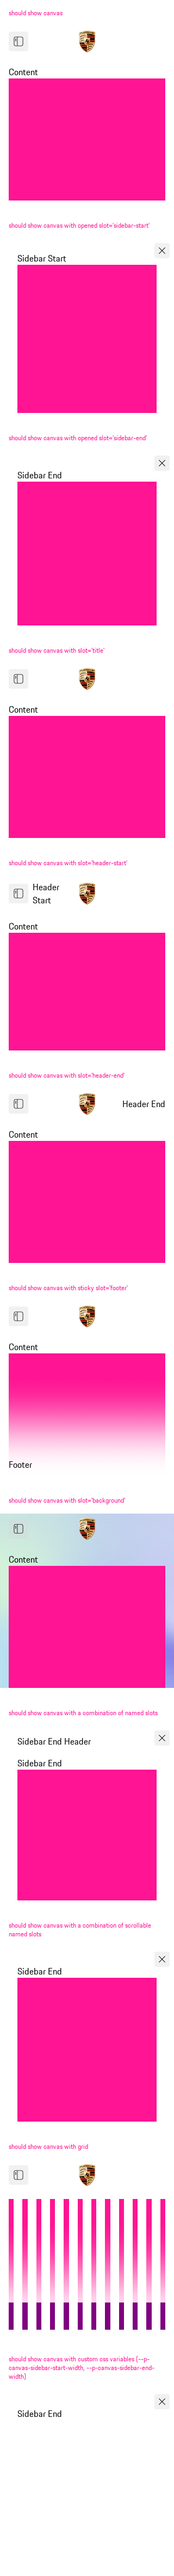 should show canvas
Content
should show canvas with opened slot='sidebar-start'
Sidebar Start
should show canvas with opened slot='sidebar-end'
Sidebar End
should show canvas with slot='title'
Content
should show canvas with slot='header-start'
Header
Start
Content
should show canvas with slot='header-end'
Header End
Content
should show canvas with sticky slot='footer'
Content
Footer
should show canvas with slot='background'
Content
should show canvas with a combination of named slots
Sidebar End Header
Sidebar End
should show canvas with a combination of scrollable
named slots
Sidebar End
should show canvas with grid
should show canvas with custom css variables (--p-
canvas-sidebar-start-width, --p-canvas-sidebar-end-
width)
Sidebar End